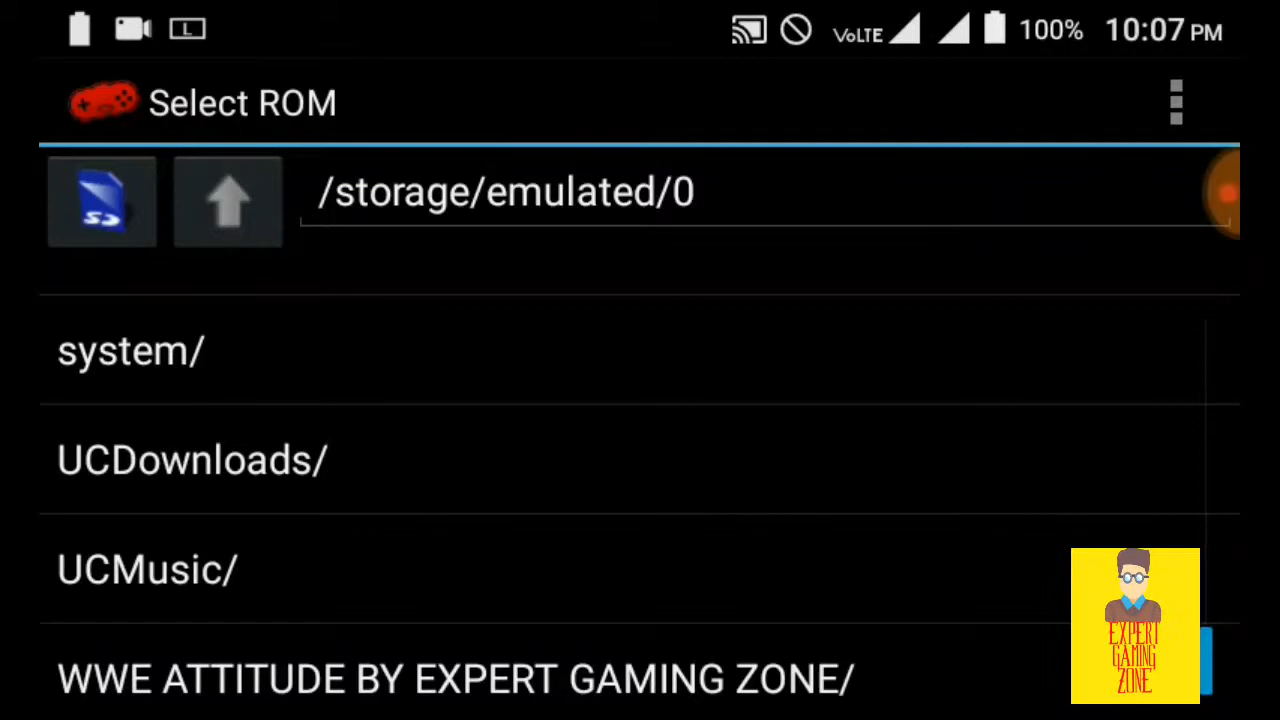 L
VoLTE 100% 10:07 PM
Select ROM
SD
/storage/emulated/0
system/
UCDownloads/
UCMusic/
WWE ATTITUDE BY EXPERT GAMING ZONE/
EXPERT
GAMING
ZONE